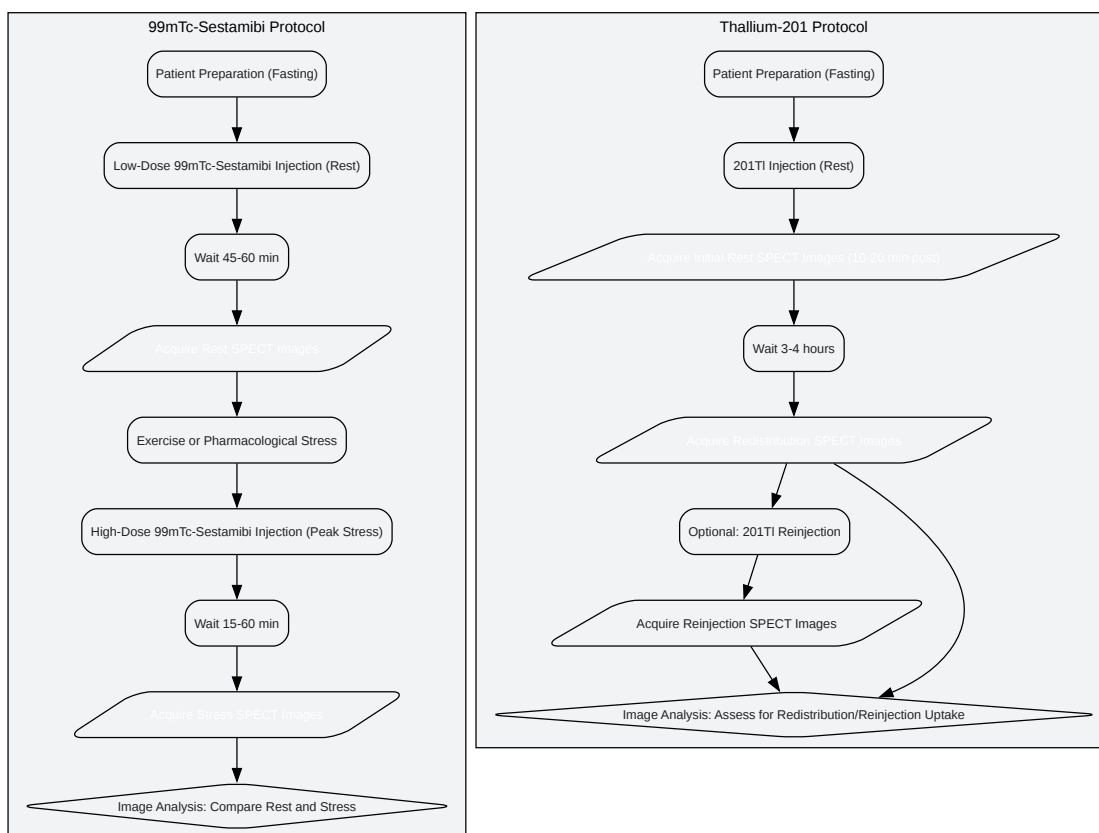 99mTc-Sestamibi Protocol
Patient Preparation (Fasting)
Low-Dose 99mTc-Sestamibi Injection (Rest)
Wait 45-60 min
Acquire Rest SPECT Images
Exercise or Pharmacological Stress
High-Dose 99mTc-Sestamibi Injection (Peak Stress)
Wait 15-60 min
Acquire Stress SPECT Images
Image Analysis: Compare Rest and Stress
Thallium-201 Protocol
Patient Preparation (Fasting)
201Tl Injection (Rest)
Acquire Initial Rest SPECT Images (10-20 min post)
Wait 3-4 hours
Acquire Redistribution SPECT Images
Optional: 201Tl Reinjection
Acquire Reinjection SPECT Images
Image Analysis: Assess for Redistribution/Reinjection Uptake